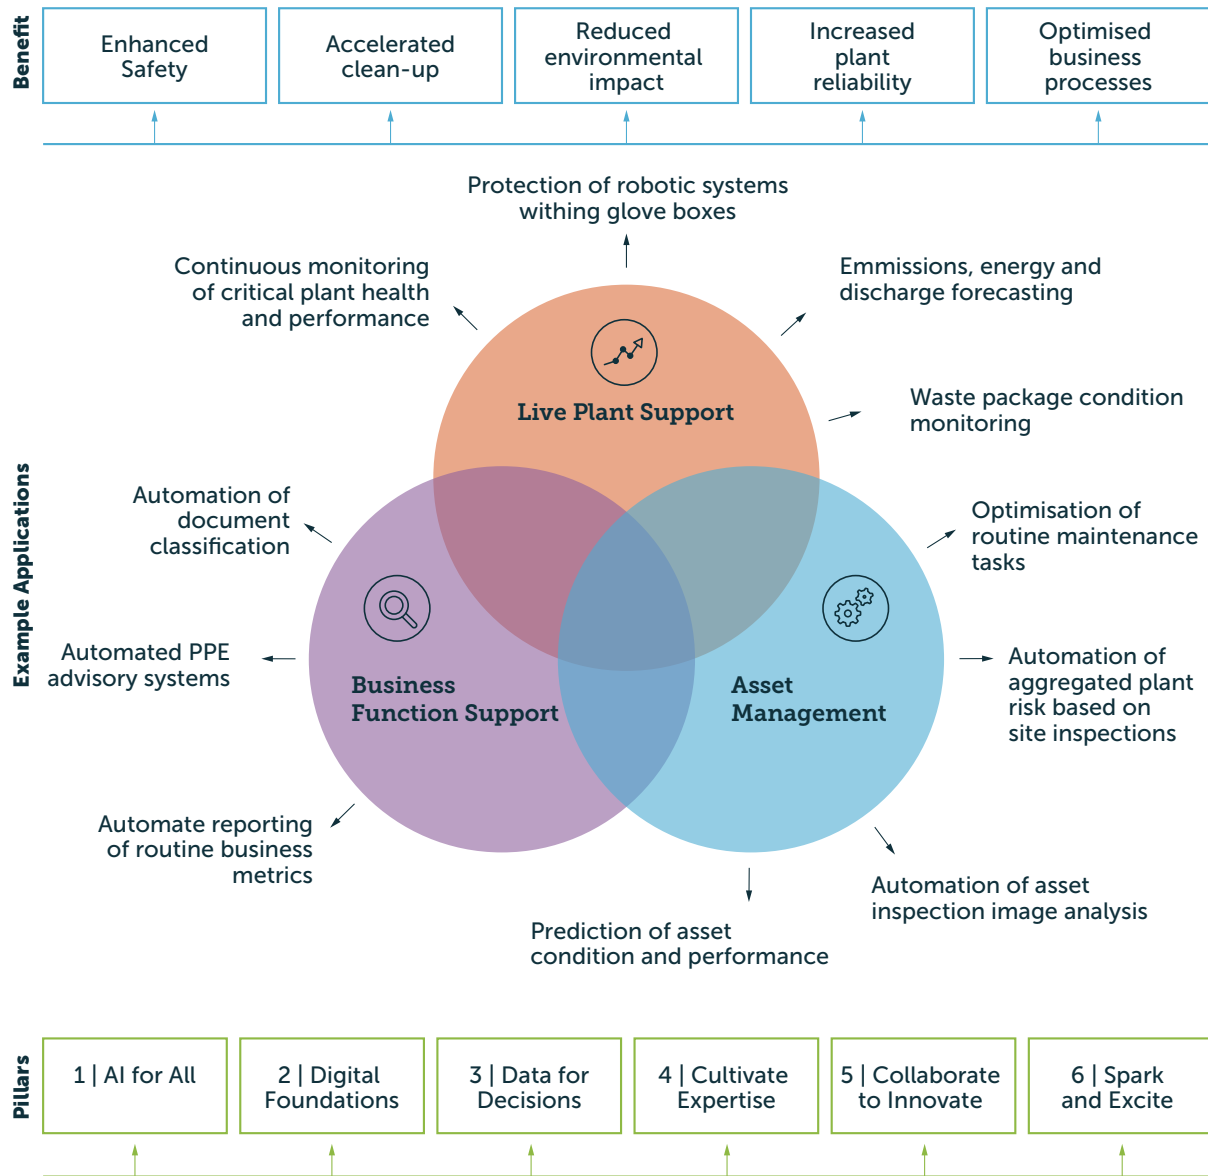 Benefit
Enhanced
Safety
Accelerated
clean-up
Reduced
environmental
impact
Increased
plant
reliability
Optimised
business
processes
Example Applications
Protection of robotic systems
withing glove boxes
Continuous monitoring
of critical plant health
and performance
Emmissions, energy and
discharge forecasting
Live Plant Support
Waste package condition
monitoring
Automation of
document
classification
Optimisation of
routine maintenance
tasks
Automated PPE
advisory systems
Business
Function Support
Asset
Management
Automation of
aggregated plant
risk based on
site inspections
Automate reporting
of routine business
metrics
Automation of asset
inspection image analysis
Prediction of asset
condition and performance
Pillars
1 | AI for All
2 | Digital
Foundations
3 | Data for
Decisions
4 | Cultivate
Expertise
5 | Collaborate
to Innovate
6 | Spark
and Excite